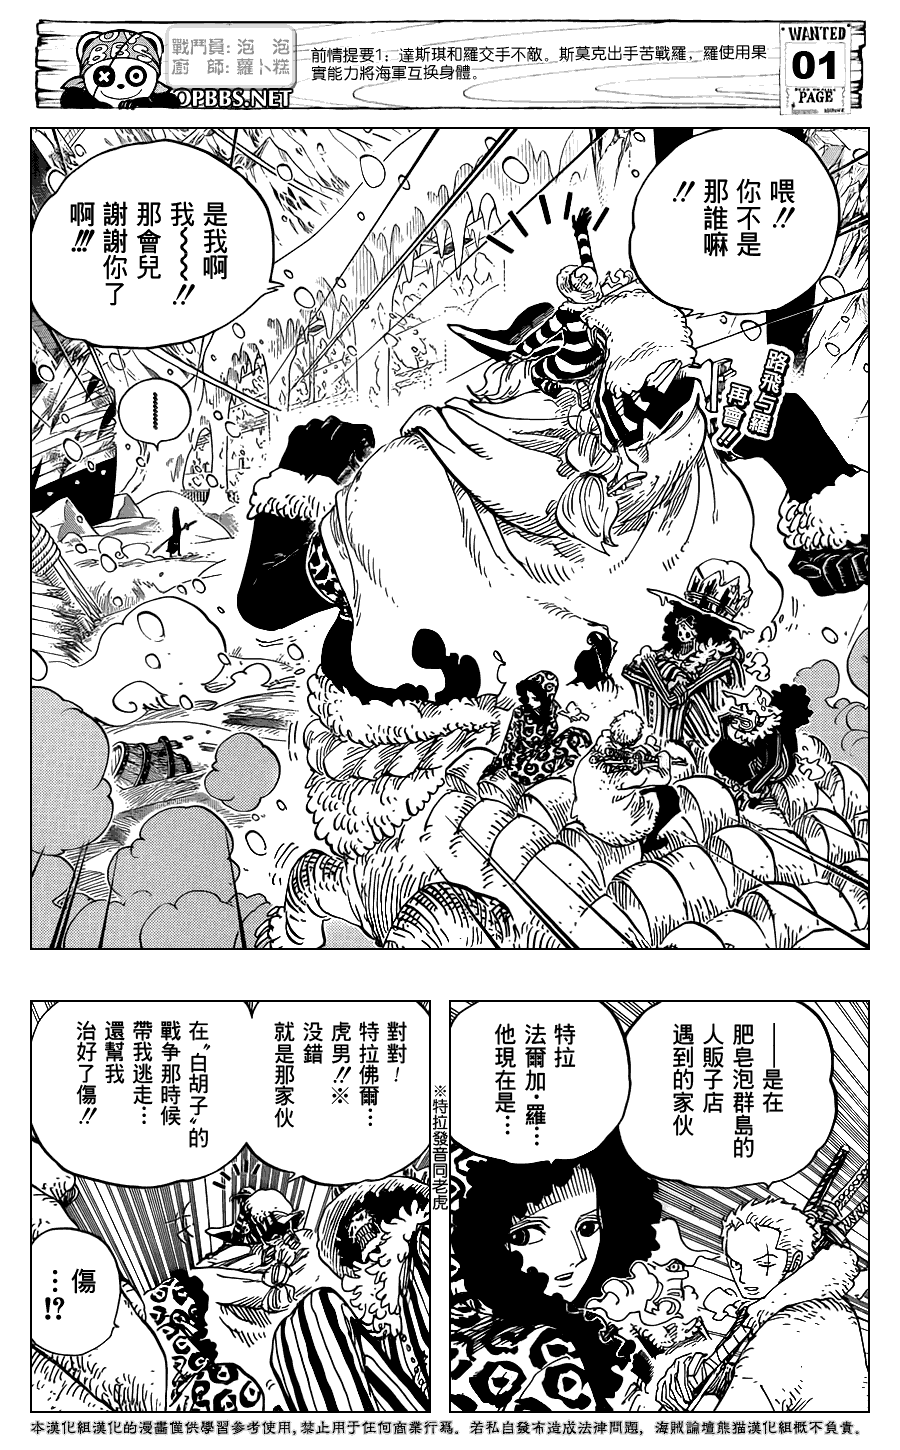 戰鬥員:泡 泡
廚 師:蘿卜糕
OPBBS.NET
前情提要1：達斯琪和羅交手不敵。斯莫克出手苦戰羅，羅使用果
實能力將海軍互換身體。
WANTED
01
PAGE
喂!!
你不是
那誰嘛
!!
是我啊
我~~~~!!
那會兒
謝謝你了
啊!!!
路飛与羅
再會!!
——是在
肥皂泡群島的
人販子店
遇到的家伙
特拉
法爾加·羅…
他現在是…
對對!
特拉佛爾…
虎男!!※
沒錯
就是那家伙
※特拉發音同老虎
在〝白胡子〞的
戰争那時候
帶我逃走…
還幫我
治好了傷!!
傷
…!?
本漢化組漢化的漫畫僅供學習參考使用,禁止用于任何商業行爲。若私自發布造成法律問題，海賊論壇熊猫漢化組概不負責。